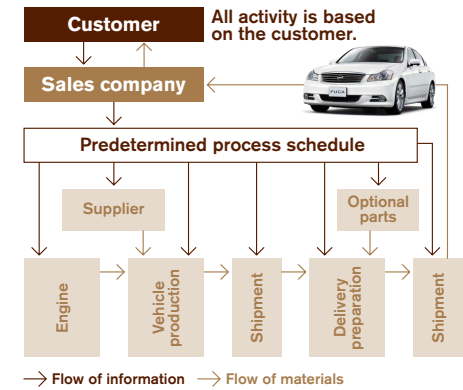 Customer
All activity is based
on the customer.
Sales company
FUGA
Predetermined process schedule
Supplier
Optional
parts
Engine
Vehicle
production
Shipment
Delivery
preparation
Shipment
Flow of information
Flow of materials